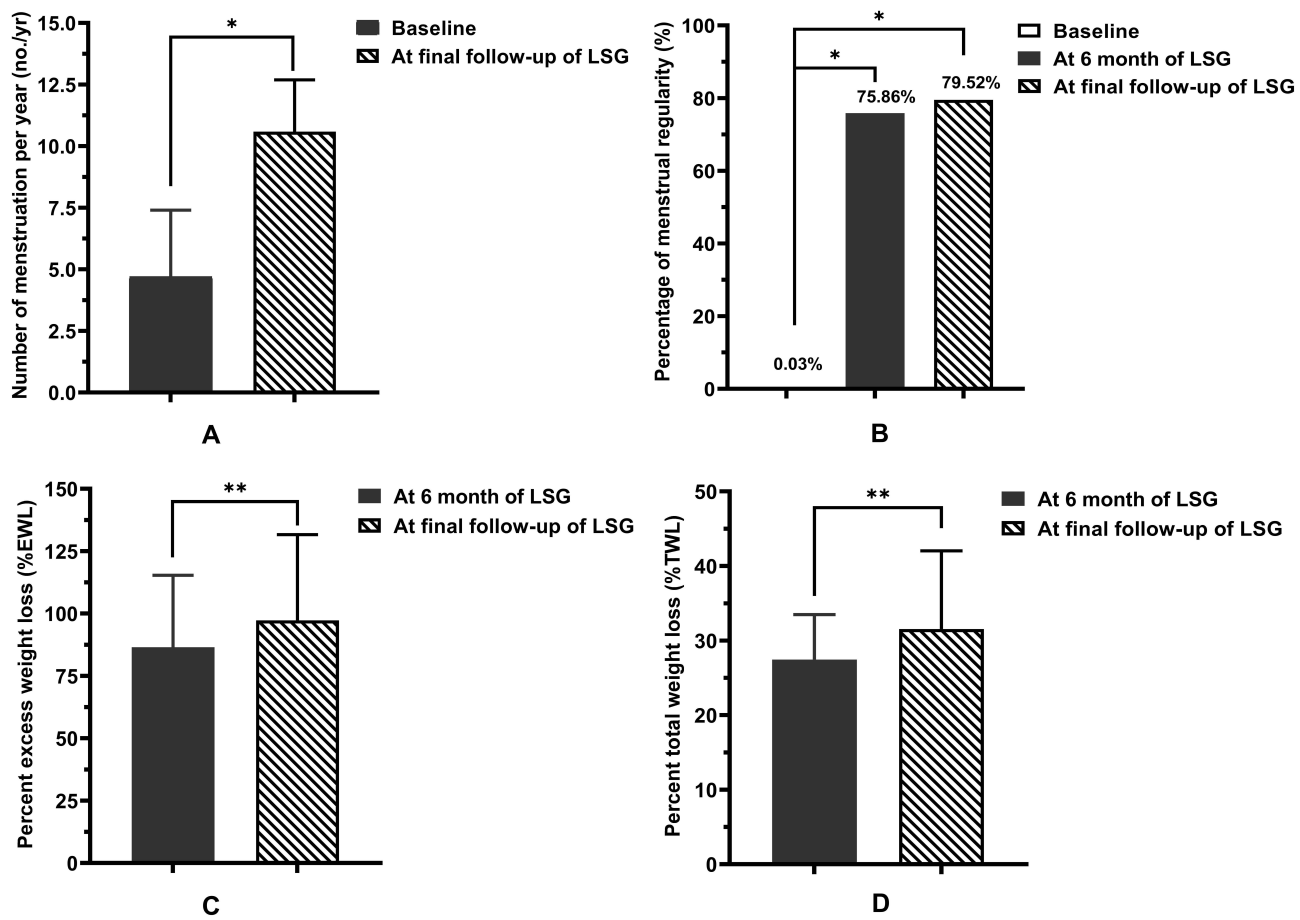 Number of menstruation per year (no./yr)
15.0
12.5
10.0
7.5
5.0
2.5
0.0
*
Baseline
At final follow-up of LSG
A
Percentage of menstrual regularity (%)
100
80
60
40
20
0
*
*
0.03%
75.86%
79.52%
Baseline
At 6 month of LSG
At final follow-up of LSG
B
Percent excess weight loss (%EWL)
150
125
100
75
50
25
0
**
At 6 month of LSG
At final follow-up of LSG
C
Percent total weight loss (%TWL)
50
40
30
20
10
0
**
At 6 month of LSG
At final follow-up of LSG
D